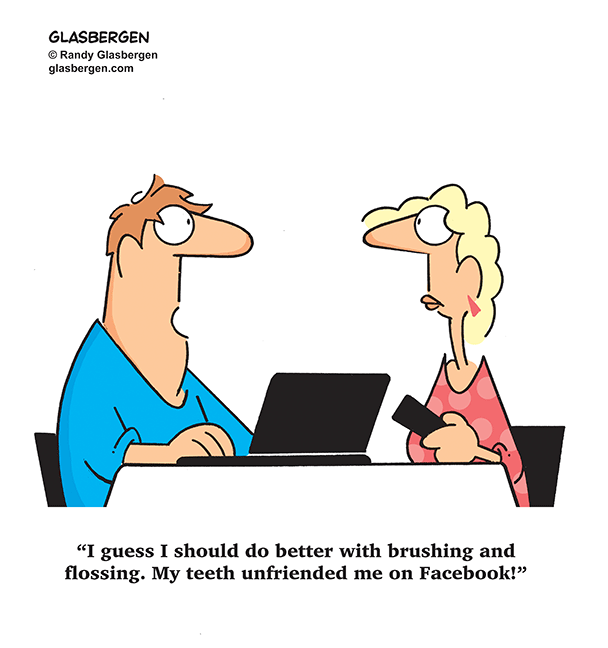 GLASBERGEN
© Randy Glasbergen
glasbergen.com
“I guess I should do better with brushing and
flossing. My teeth unfriended me on Facebook!”